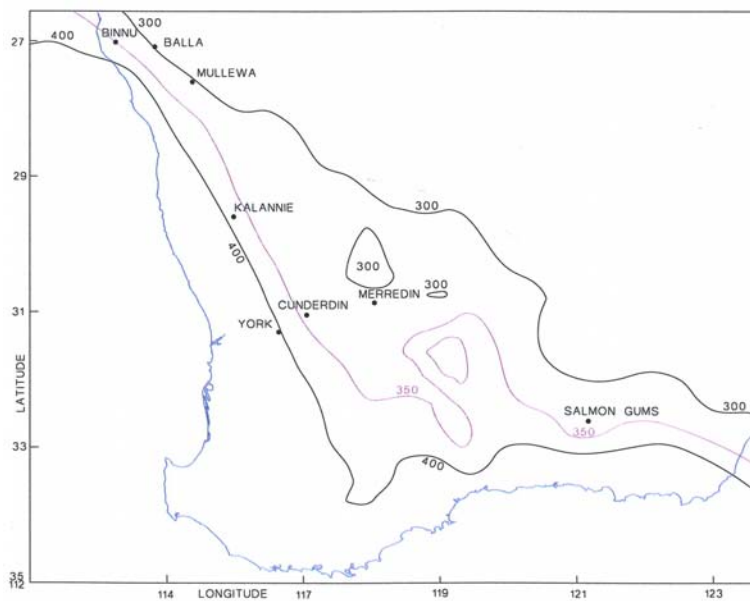 300
27
400
BINNU
BALLA
MULLEWA
29
300
KALANNIE
400
300
300
MERREDIN
31
CUNDERDIN
YORK
LATITUDE
350
SALMON GUMS
300
350
33
400
35
112
114
LONGITUDE
117
119
121
123